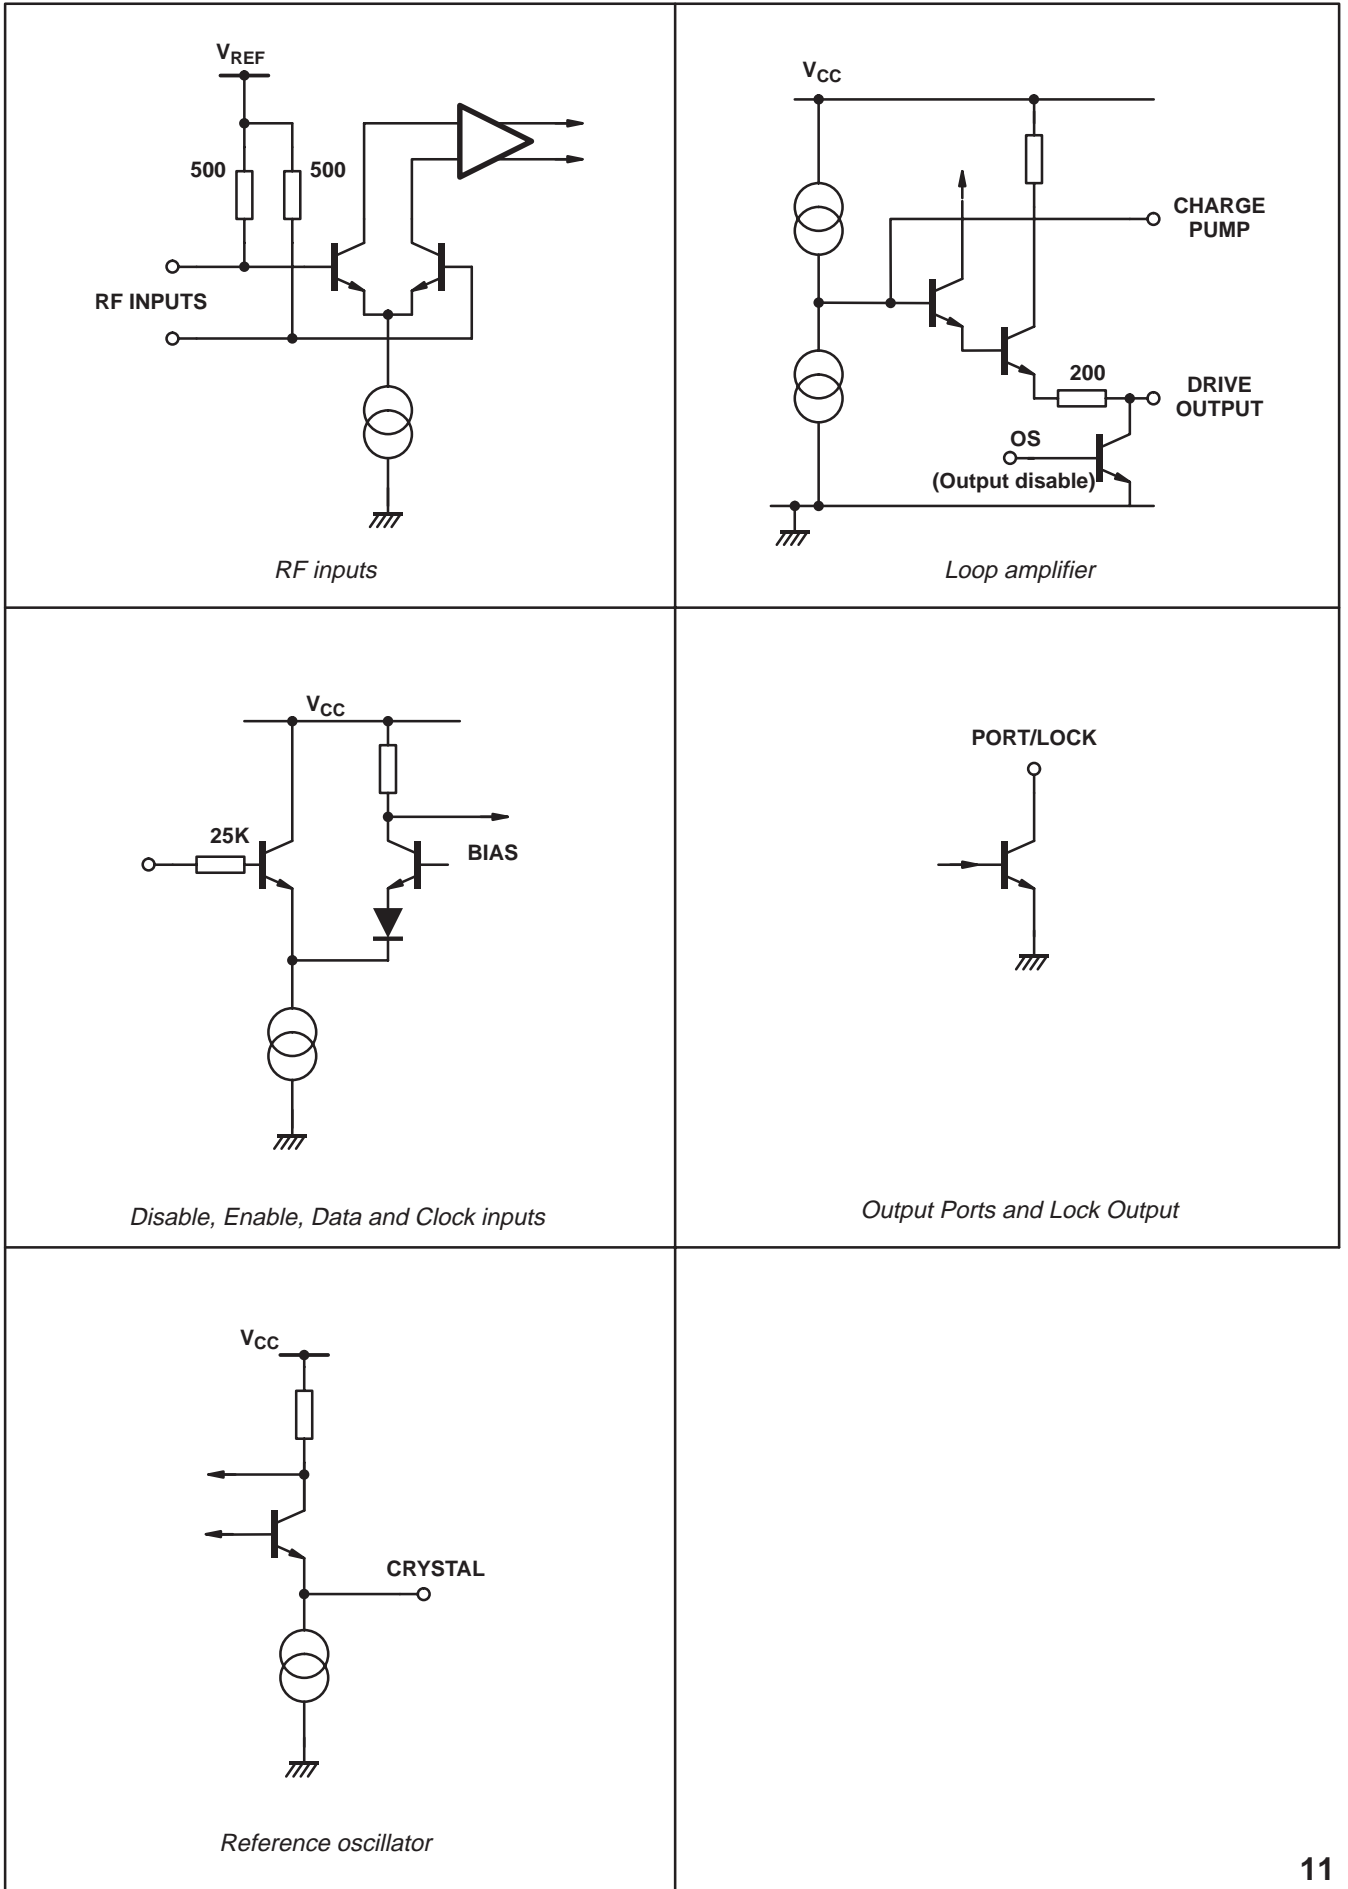 VREF
500
500
RF INPUTS
RF inputs
VCC
CHARGE
PUMP
200
DRIVE
OUTPUT
OS
(Output disable)
Loop amplifier
VCC
25K
BIAS
Disable, Enable, Data and Clock inputs
PORT/LOCK
Output Ports and Lock Output
VCC
CRYSTAL
Reference oscillator
11